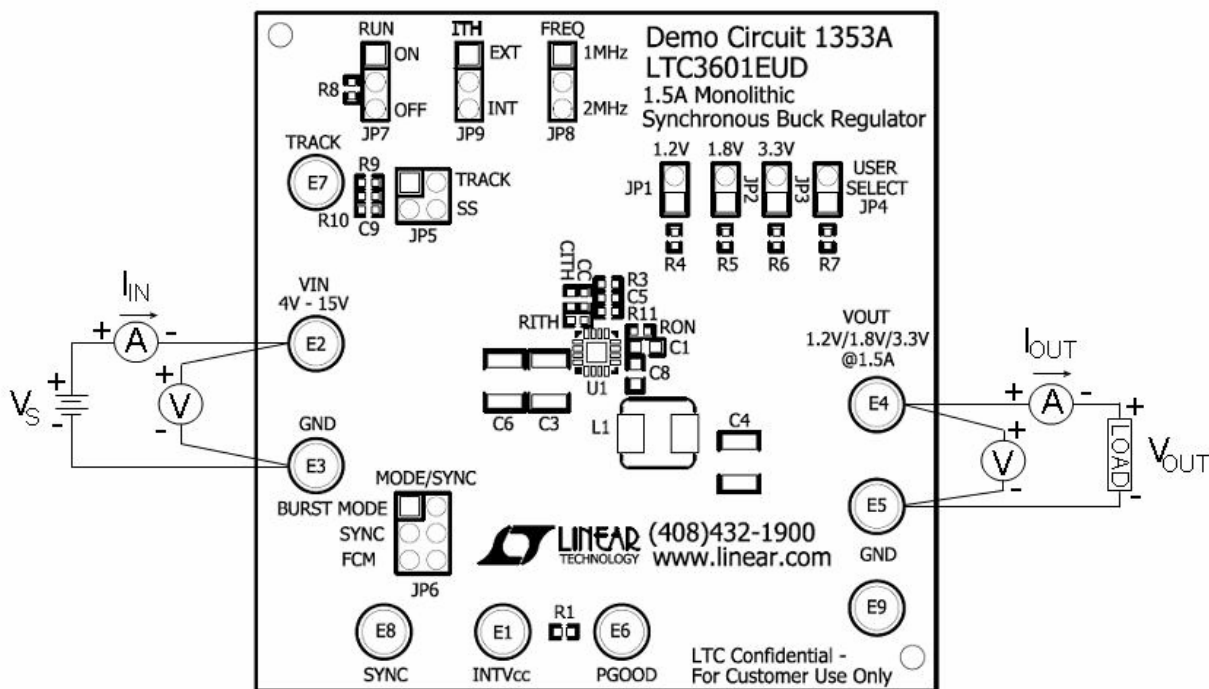 RUN
ITH
FREQ
ON
EXT
1MHz
R8
OFF
INT
2MHz
JP7
JP9
JP8
Demo Circuit 1353A
LTC3601EUD
1.5A Monolithic
Synchronous Buck Regulator
TRACK
E7
R9
R10
C9
TRACK
SS
JP5
1.2V
1.8V
3.3V
JP1
JP2
JP3
USER
SELECT
JP4
R4
R5
R6
R7
CITH
CC
R3
C5
R11
RITH
RON
C1
C8
U1
C6
C3
L1
C4
IIN
+
A
-
VIN
4V - 15V
E2
+
VS
-
+
V
-
GND
E3
VOUT
1.2V/1.8V/3.3V
@1.5A
E4
IOUT
+
A
-
+
V
-
+
LOAD
-
VOUT
E5
GND
E9
MODE/SYNC
BURST MODE
SYNC
FCM
JP6
LINEAR
TECHNOLOGY
(408)432-1900
www.linear.com
E8
SYNC
E1
INTVcc
R1
E6
PGOOD
LTC Confidential -
For Customer Use Only